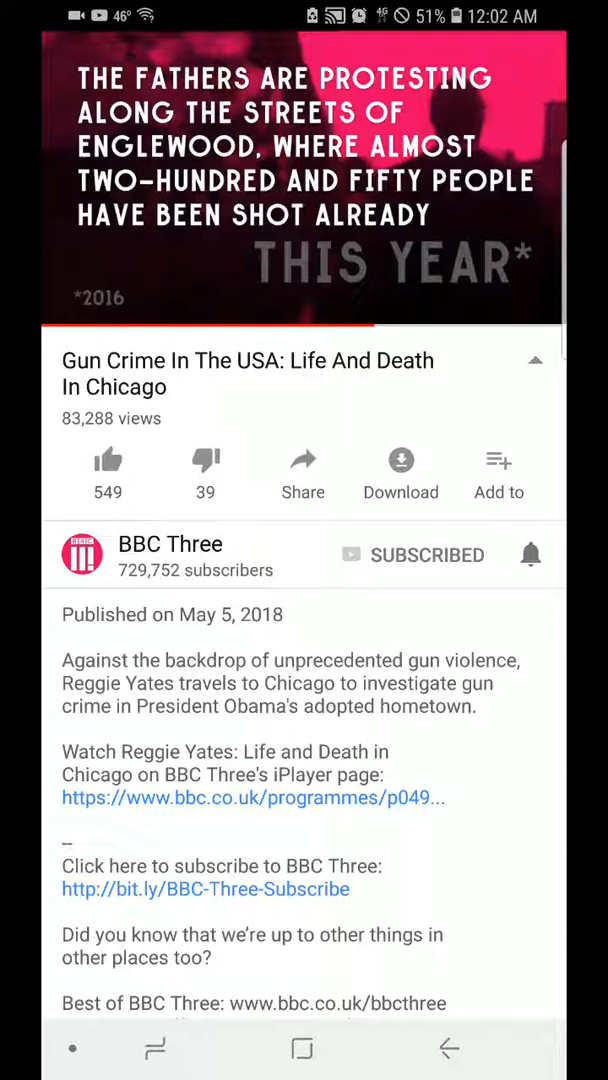 46° 4G 51% 12:02 AM
THE FATHERS ARE PROTESTING
ALONG THE STREETS OF
ENGLEWOOD, WHERE ALMOST
TWO-HUNDRED AND FIFTY PEOPLE
HAVE BEEN SHOT ALREADY
THIS YEAR*
*2016
Gun Crime In The USA: Life And Death
In Chicago
83,288 views
549 39 Share Download Add to
BBC
BBC Three
SUBSCRIBED
729,752 subscribers
Published on May 5, 2018
Against the backdrop of unprecedented gun violence,
Reggie Yates travels to Chicago to investigate gun
crime in President Obama's adopted hometown.
Watch Reggie Yates: Life and Death in
Chicago on BBC Three's iPlayer page:
https://www.bbc.co.uk/programmes/p049...
--
Click here to subscribe to BBC Three:
http://bit.ly/BBC-Three-Subscribe
Did you know that we’re up to other things in
other places too?
Best of BBC Three: www.bbc.co.uk/bbcthree